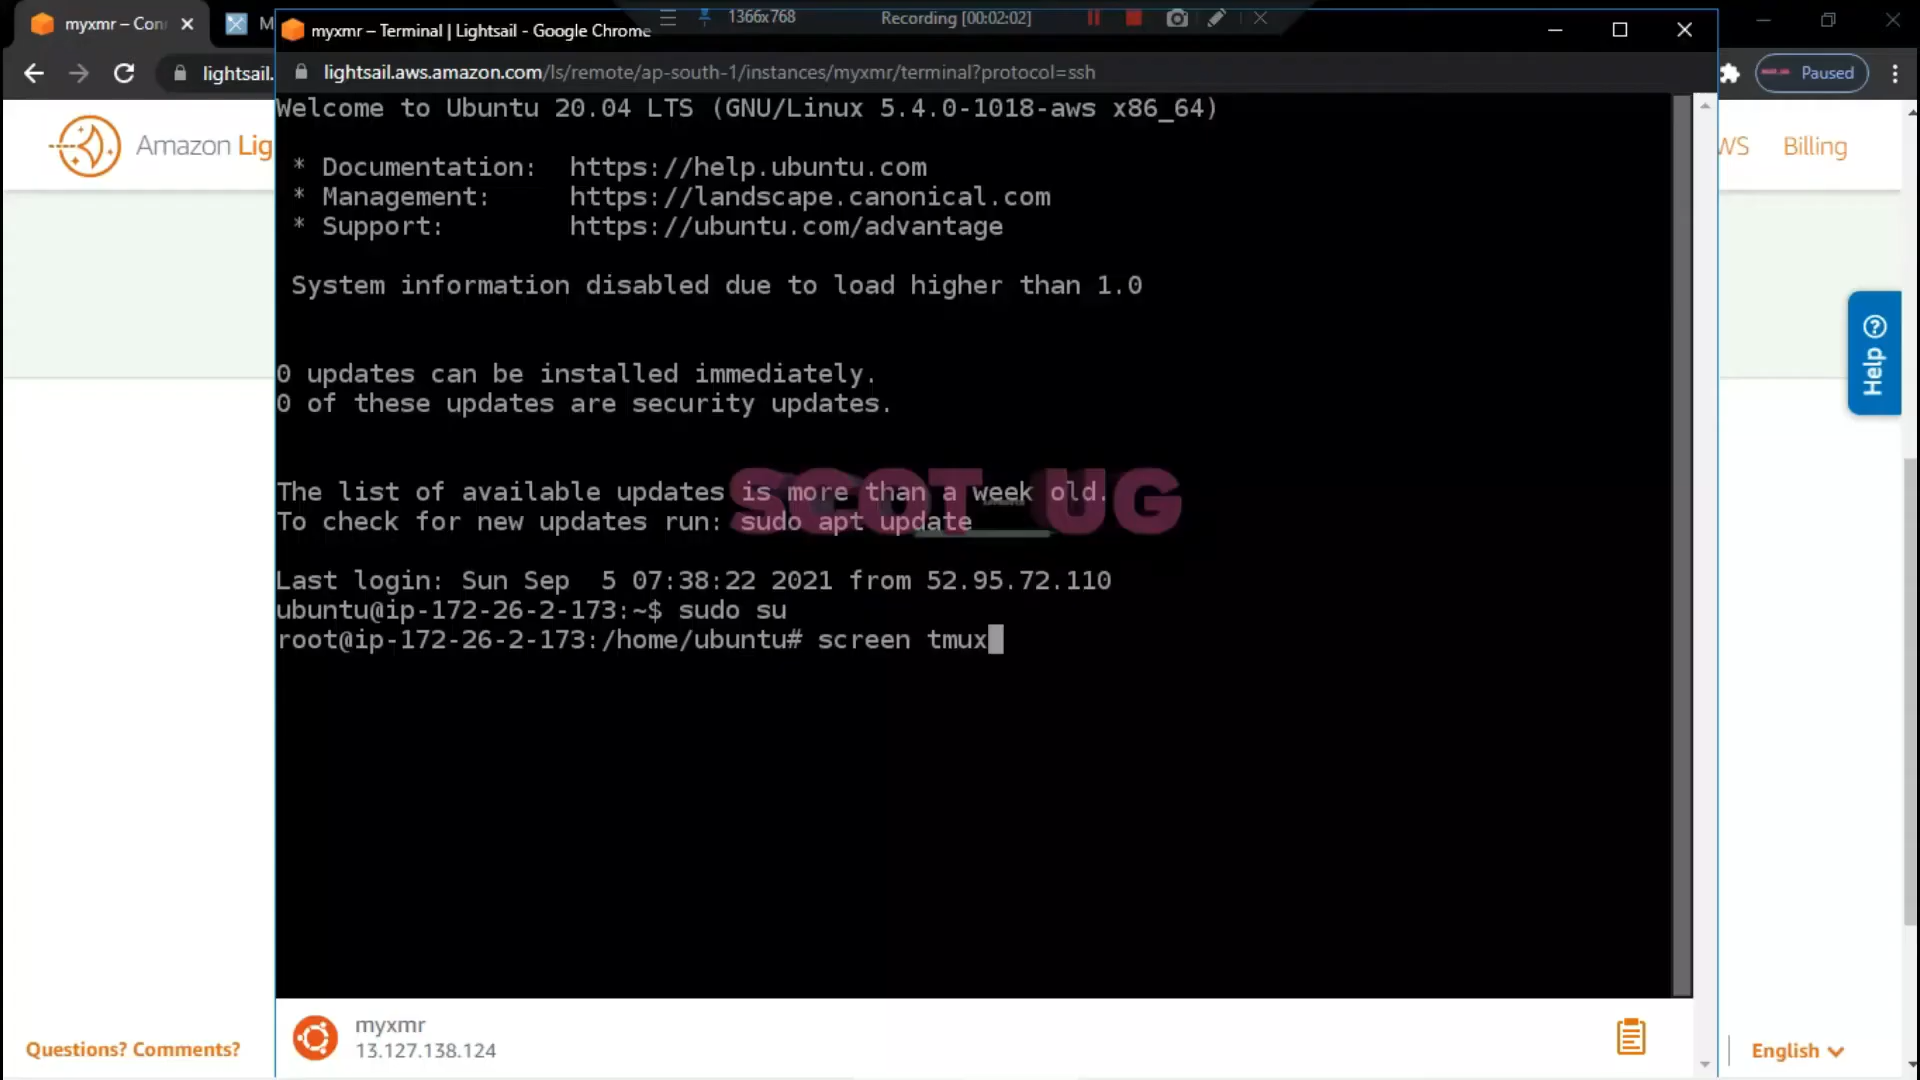 myxmr – Con
M
myxmr – Terminal | Lightsail - Google Chrome
1366x768
Recording [00:02:02]
lightsail.
lightsail.aws.amazon.com/ls/remote/ap-south-1/instances/myxmr/terminal?protocol=ssh
Paused
Amazon Lig
WS
Billing
Welcome to Ubuntu 20.04 LTS (GNU/Linux 5.4.0-1018-aws x86_64)
* Documentation: https://help.ubuntu.com
* Management: https://landscape.canonical.com
* Support: https://ubuntu.com/advantage
System information disabled due to load higher than 1.0
0 updates can be installed immediately.
0 of these updates are security updates.
The list of available updates is more than a week old.
To check for new updates run: sudo apt update
SCOT UG
Last login: Sun Sep 5 07:38:22 2021 from 52.95.72.110
ubuntu@ip-172-26-2-173:~$ sudo su
root@ip-172-26-2-173:/home/ubuntu# screen tmux
Help
myxmr
13.127.138.124
Questions? Comments?
English